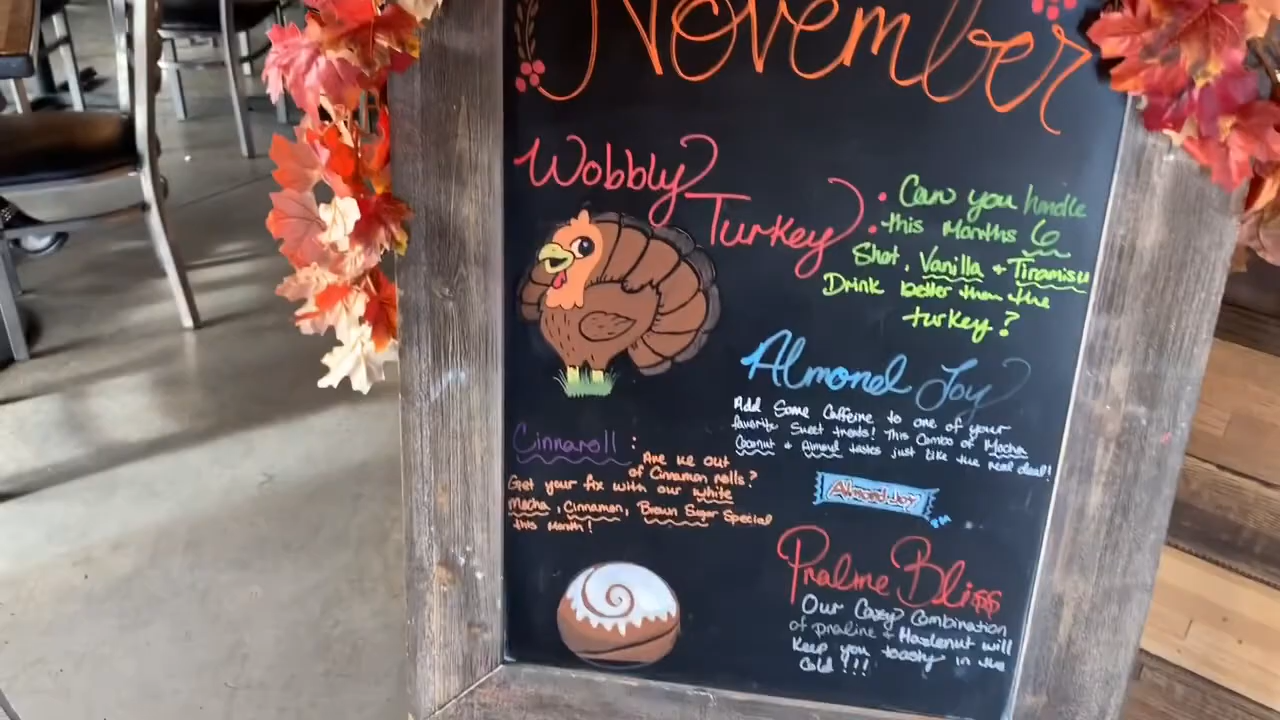 November
Wobbly
Turkey
: Can you handle
this Months 6
Shot, Vanilla + Tiramisu
Drink better than the
turkey?
Almond Joy
Add Some Caffeine to one of your
favorite Sweet treats! This Combo of Mocha
Coconut & Almond tastes just like the real deal!
Almond Joy
Cinnaroll :
Are we out
of Cinnamon rolls?
Get your fix with our white
Mocha, Cinnamon, Brown Sugar Special
this Month!
Praline Bliss
Our Cozy Combination
of praline + Hazelnut will
Keep you toasty in the
Cold!!!